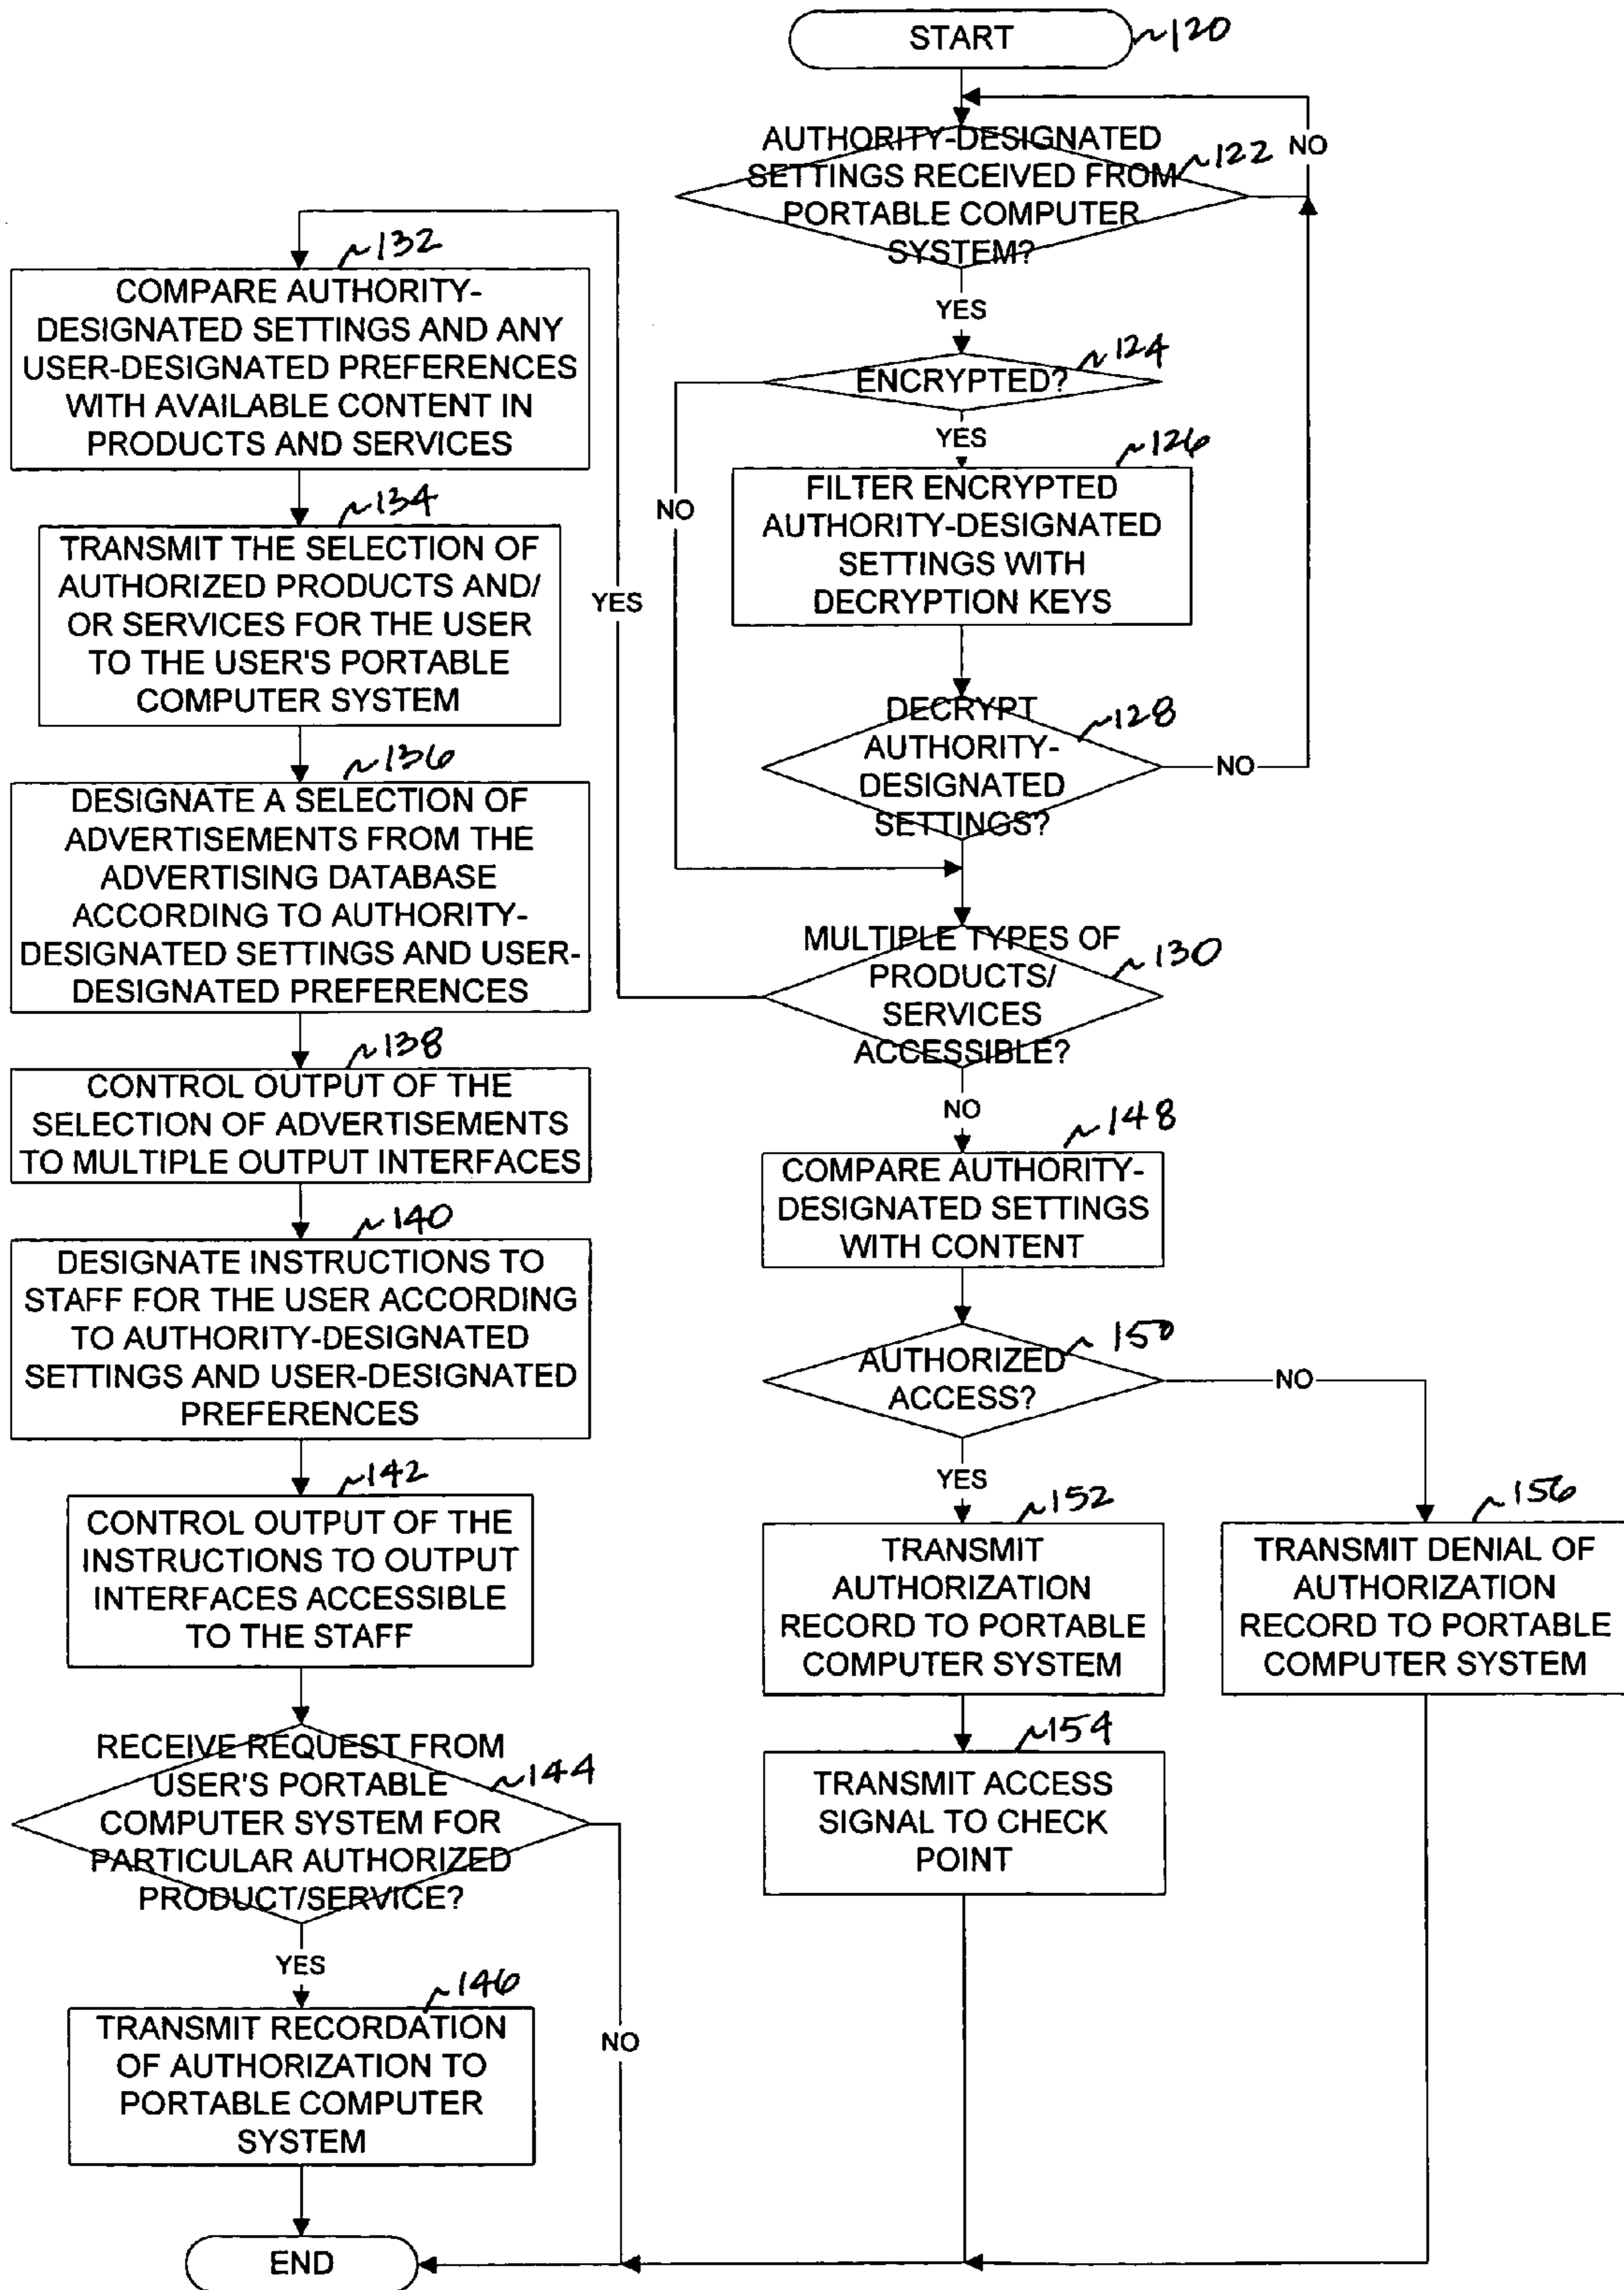 START
~120
AUTHORITY-DESIGNATED
SETTINGS RECEIVED FROM
PORTABLE COMPUTER
SYSTEM?
~122
NO
YES
ENCRYPTED?
~124
YES
NO
FILTER ENCRYPTED
AUTHORITY-DESIGNATED
SETTINGS WITH
DECRYPTION KEYS
~126
DECRYPT
AUTHORITY-
DESIGNATED
SETTINGS?
~128
NO
MULTIPLE TYPES OF
PRODUCTS/
SERVICES
ACCESSIBLE?
~130
YES
NO
~132
COMPARE AUTHORITY-
DESIGNATED SETTINGS AND ANY
USER-DESIGNATED PREFERENCES
WITH AVAILABLE CONTENT IN
PRODUCTS AND SERVICES
~134
TRANSMIT THE SELECTION OF
AUTHORIZED PRODUCTS AND/
OR SERVICES FOR THE USER
TO THE USER'S PORTABLE
COMPUTER SYSTEM
~136
DESIGNATE A SELECTION OF
ADVERTISEMENTS FROM THE
ADVERTISING DATABASE
ACCORDING TO AUTHORITY-
DESIGNATED SETTINGS AND USER-
DESIGNATED PREFERENCES
~138
CONTROL OUTPUT OF THE
SELECTION OF ADVERTISEMENTS
TO MULTIPLE OUTPUT INTERFACES
~140
DESIGNATE INSTRUCTIONS TO
STAFF FOR THE USER ACCORDING
TO AUTHORITY-DESIGNATED
SETTINGS AND USER-DESIGNATED
PREFERENCES
~142
CONTROL OUTPUT OF THE
INSTRUCTIONS TO OUTPUT
INTERFACES ACCESSIBLE
TO THE STAFF
RECEIVE REQUEST FROM
USER'S PORTABLE
COMPUTER SYSTEM FOR
PARTICULAR AUTHORIZED
PRODUCT/SERVICE?
~144
YES
NO
~146
TRANSMIT RECORDATION
OF AUTHORIZATION TO
PORTABLE COMPUTER
SYSTEM
~148
COMPARE AUTHORITY-
DESIGNATED SETTINGS
WITH CONTENT
AUTHORIZED
ACCESS?
~150
NO
YES
~152
TRANSMIT
AUTHORIZATION
RECORD TO PORTABLE
COMPUTER SYSTEM
~154
TRANSMIT ACCESS
SIGNAL TO CHECK
POINT
~156
TRANSMIT DENIAL OF
AUTHORIZATION
RECORD TO PORTABLE
COMPUTER SYSTEM
END